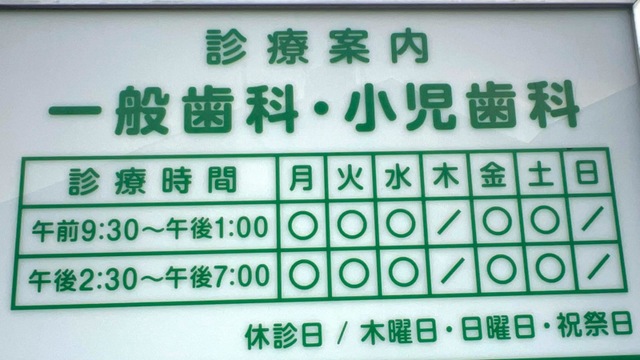 診療案内
一般歯科・小児歯科
診療時間 月 火 水 木 金 土 日
午前9:30～午後1:00 ○ ○ ○ / ○ ○ /
午後2:30～午後7:00 ○ ○ ○ / ○ ○ /
休診日 / 木曜日・日曜日・祝祭日